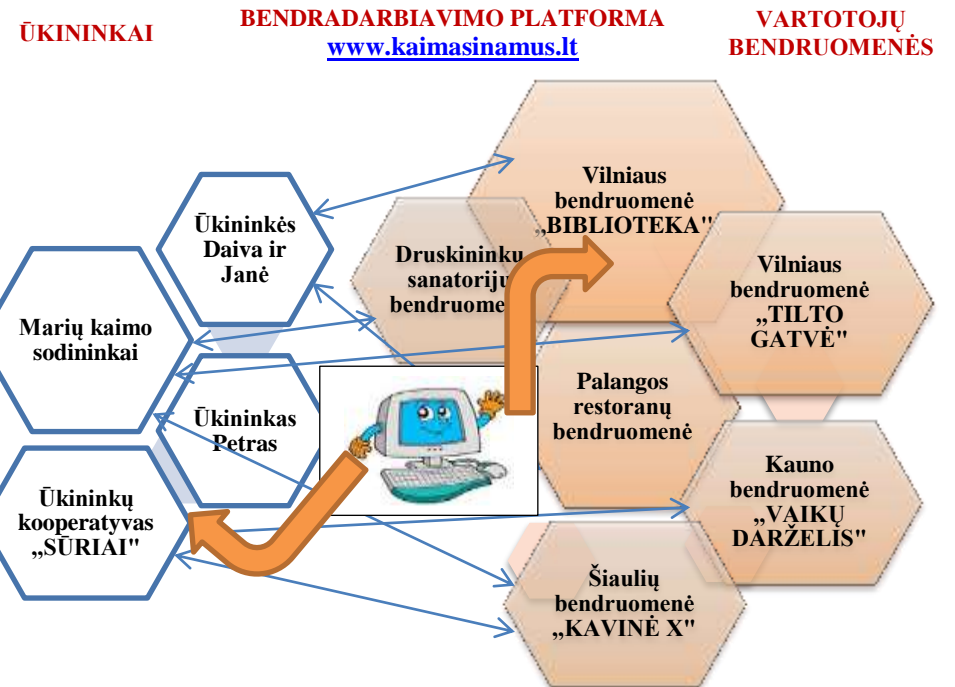 ŪKININKAI
BENDRADARBIAVIMO PLATFORMA
www.kaimasinamus.lt
VARTOTOJŲ
BENDRUOMENĖS
Ūkininkės
Daiva ir
Janė
Marių kaimo
sodininkai
Ūkininkas
Petras
Ūkininkų
kooperatyvas
„SŪRIAI"
Vilniaus
bendruomenė
„BIBLIOTEKA"
Druskininkų
sanatorijų
bendruomenė
Vilniaus
bendruomenė
„TILTO
GATVĖ"
Palangos
restoranų
bendruomenė
Kauno
bendruomenė
„VAIKŲ
DARŽELIS"
Šiaulių
bendruomenė
„KAVINĖ X"